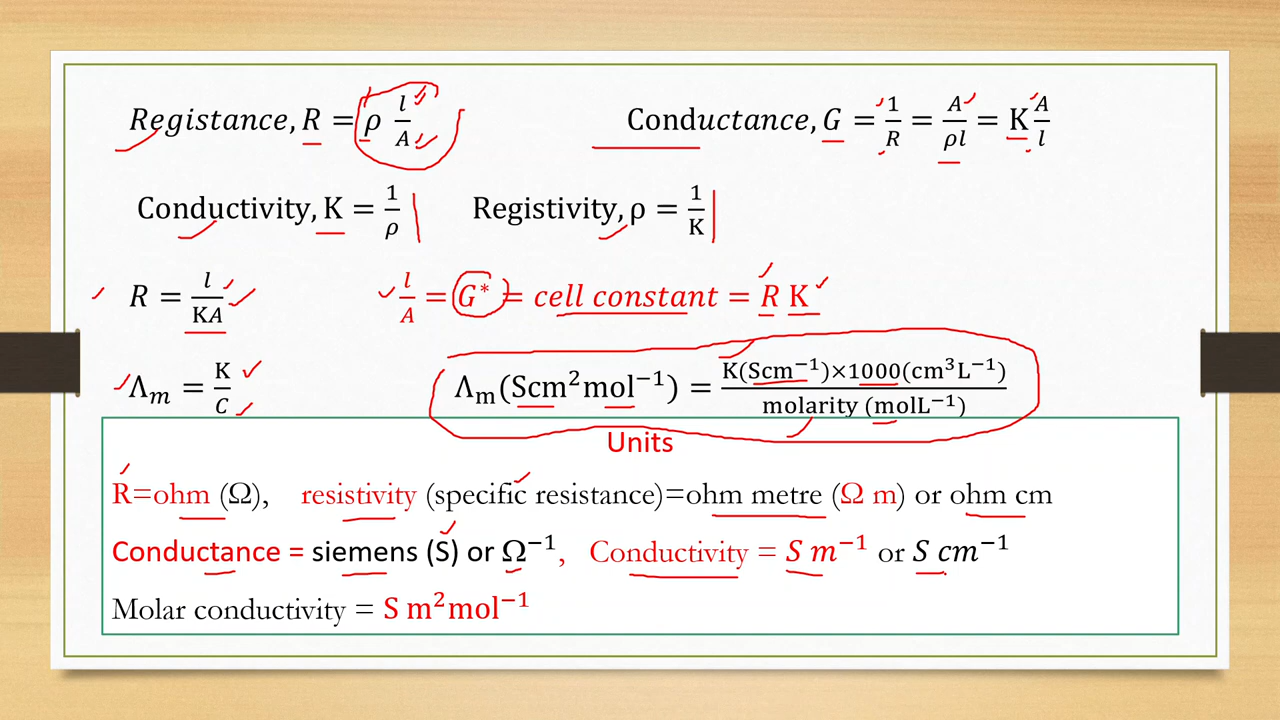 Registance, R = ρ l/A    Conductance, G = 1/R = A/ρl = K A/l
Conductivity, K = 1/ρ    Registivity, ρ = 1/K
R = l/KA    l/A = G* = cell constant = R K
Λₘ = K/C    Λₘ(Scm²mol⁻¹) = K(Scm⁻¹)×1000(cm³L⁻¹)/molarity (molL⁻¹)
Units
R=ohm (Ω), resistivity (specific resistance)=ohm metre (Ω m) or ohm cm
Conductance = siemens (S) or Ω⁻¹, Conductivity = S m⁻¹ or S cm⁻¹
Molar conductivity = S m²mol⁻¹